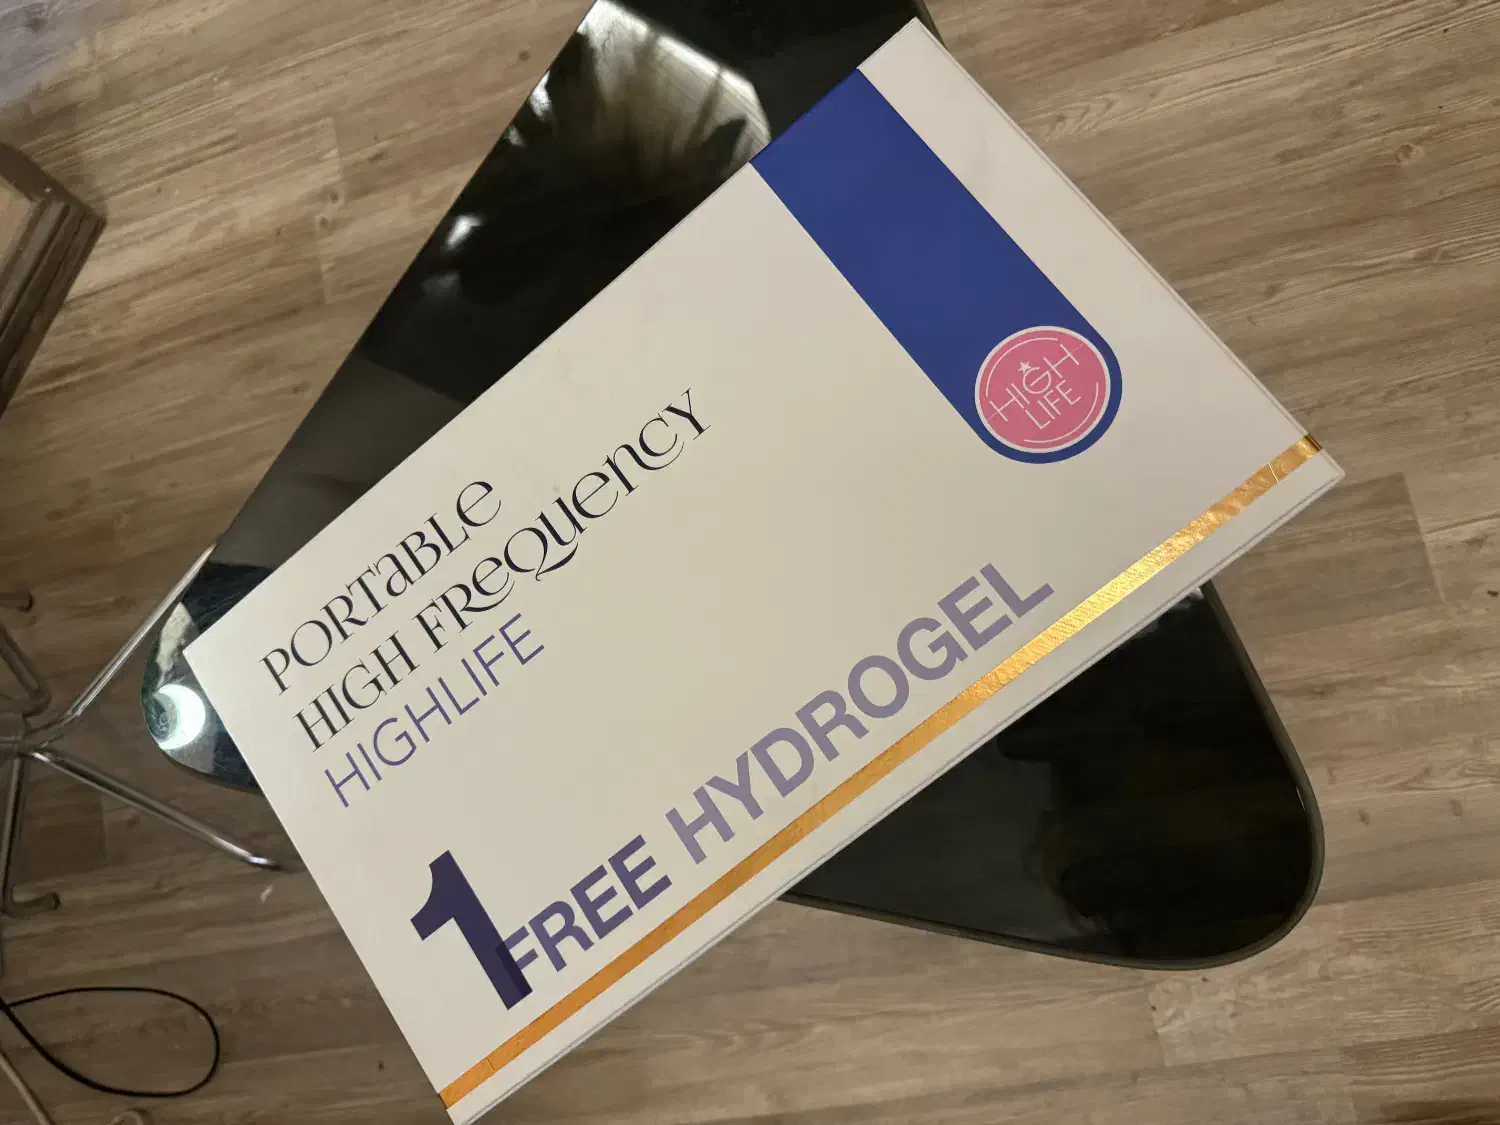 PORTaBLe
HIGH FReQUeNCY
HIGHLIFE
1 FREE HYDROGEL
HIGH
LIFE